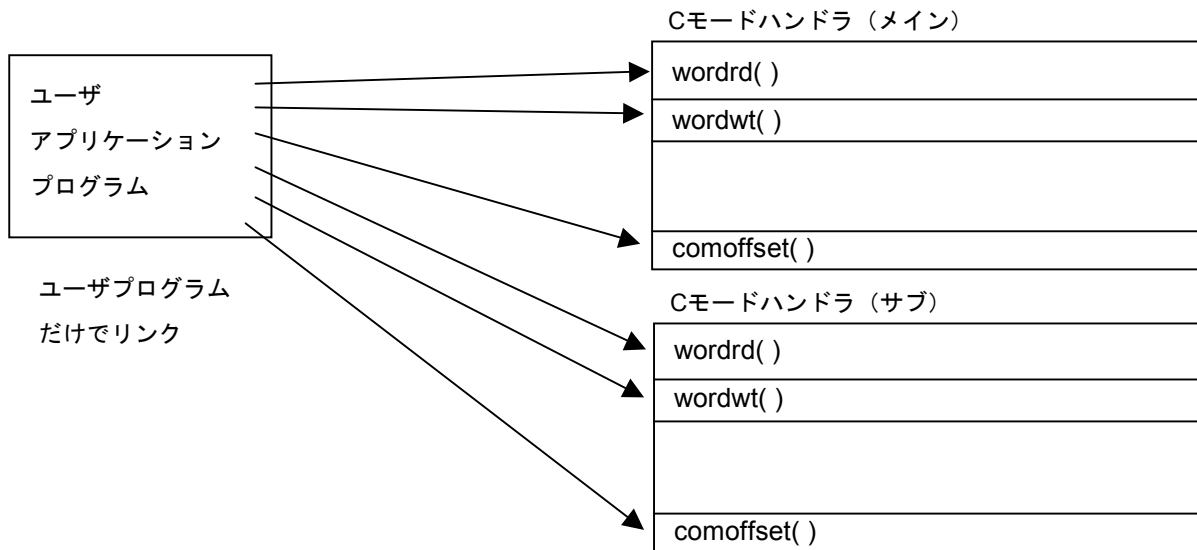 Cモードハンドラ（メイン）
ユーザ
アプリケーション
プログラム
wordrd( )
wordwt( )
comoffset( )
ユーザプログラム
だけでリンク
Cモードハンドラ（サブ）
wordrd( )
wordwt( )
comoffset( )